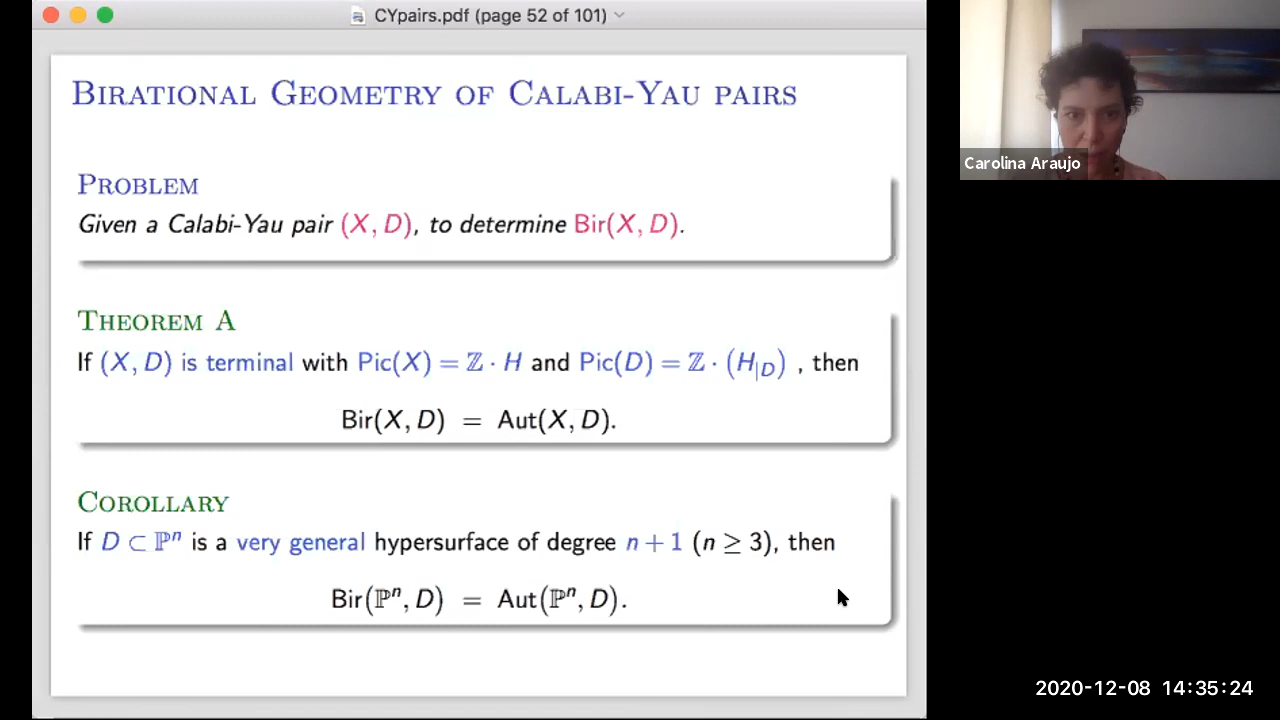 CYpairs.pdf (page 52 of 101)
BIRATIONAL GEOMETRY OF CALABI-YAU PAIRS
PROBLEM
Given a Calabi-Yau pair (X, D), to determine Bir(X, D).
THEOREM A
If (X, D) is terminal with Pic(X) = ℤ · H and Pic(D) = ℤ · (H|D) , then
Bir(X, D) = Aut(X, D).
COROLLARY
If D ⊂ ℙⁿ is a very general hypersurface of degree n + 1 (n ≥ 3), then
Bir(ℙⁿ, D) = Aut(ℙⁿ, D).
Carolina Araujo
2020-12-08 14:35:24